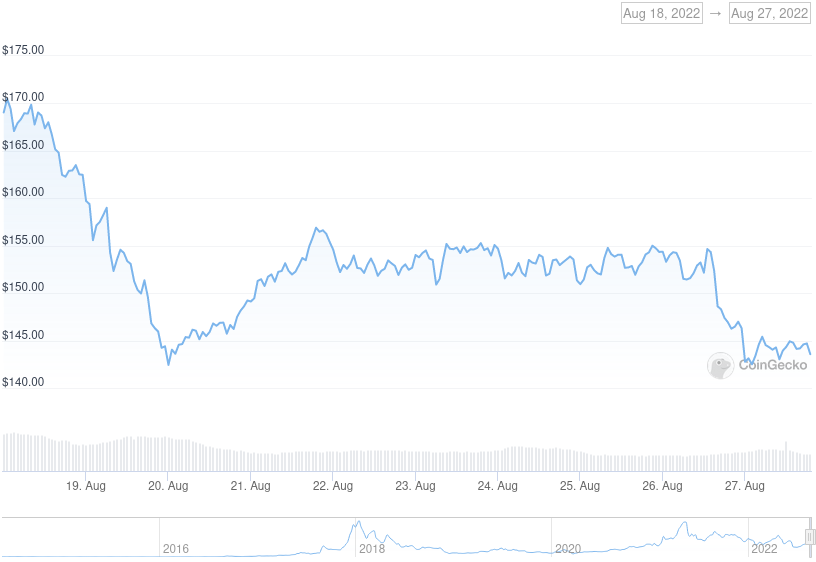 Aug 18, 2022 → Aug 27, 2022
$175.00
$170.00
$165.00
$160.00
$155.00
$150.00
$145.00
$140.00
CoinGecko
19. Aug 20. Aug 21. Aug 22. Aug 23. Aug 24. Aug 25. Aug 26. Aug 27. Aug
2016 2018 2020 2022